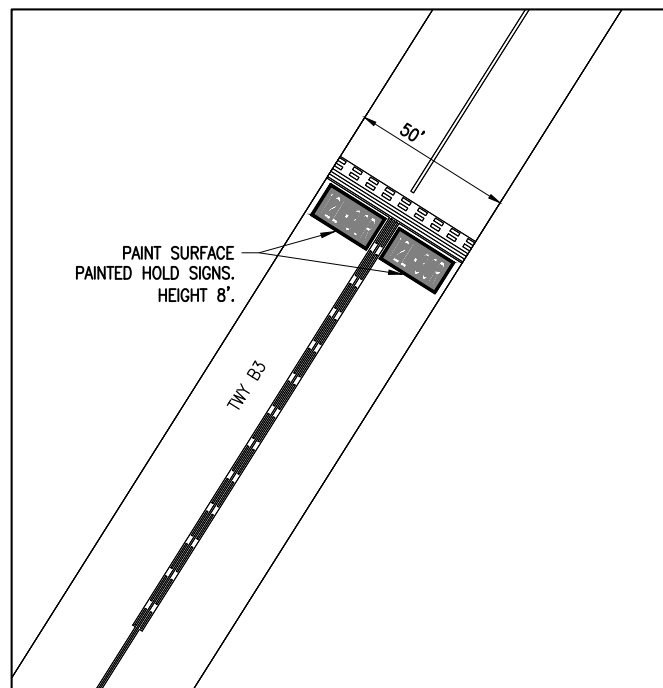 50'
PAINT SURFACE
PAINTED HOLD SIGNS.
HEIGHT 8'.
TWY B3